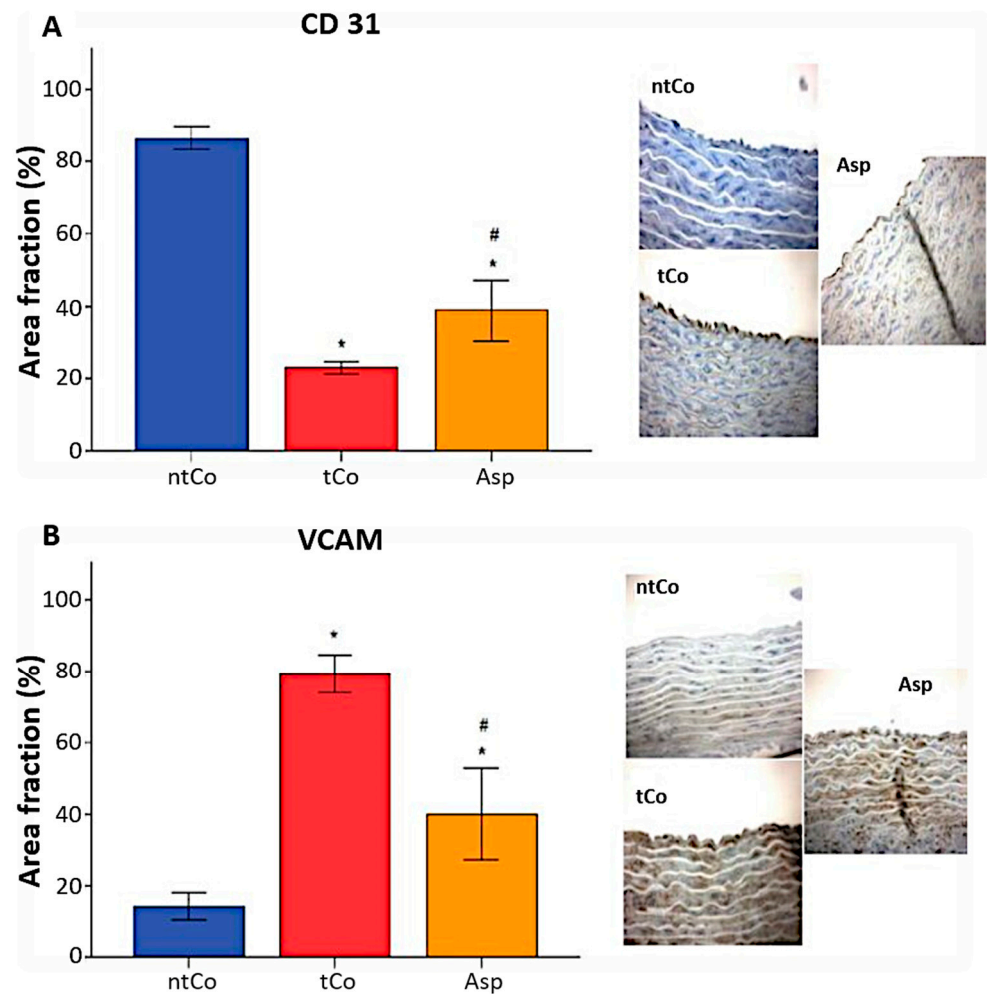 A
CD 31
Area fraction (%)
100
80
60
40
20
0
*
#
*
ntCo
tCo
Asp
ntCo
Asp
tCo
B
VCAM
Area fraction (%)
100
80
60
40
20
0
*
#
*
ntCo
tCo
Asp
ntCo
Asp
tCo